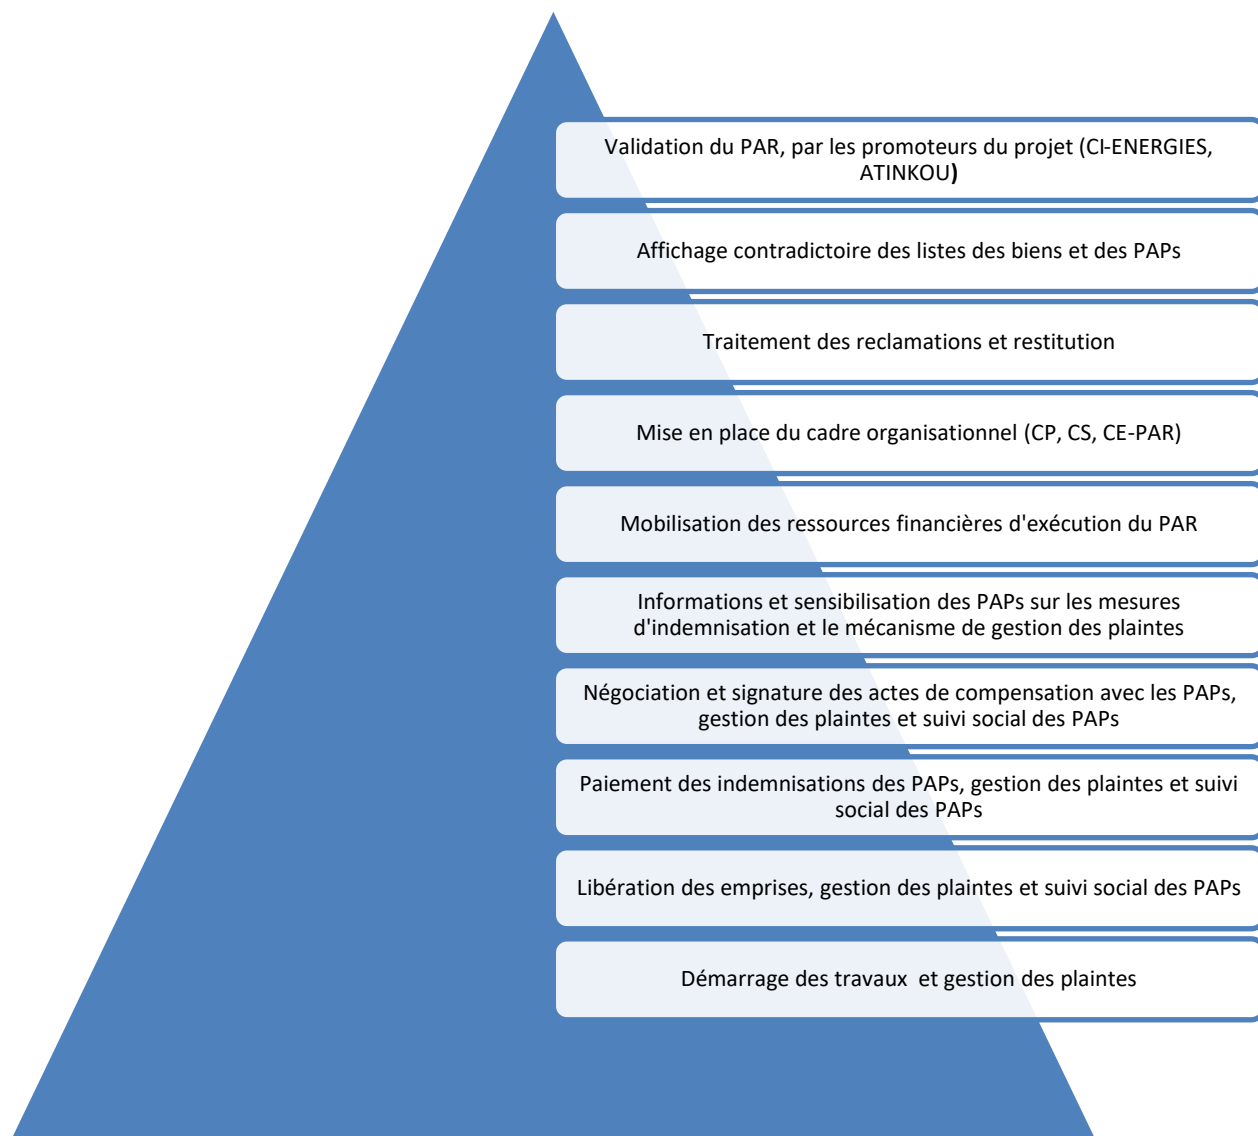 Validation du PAR, par les promoteurs du projet (CI-ENERGIES,
ATINKOU)
Affichage contradictoire des listes des biens et des PAPs
Traitement des reclamations et restitution
Mise en place du cadre organisationnel (CP, CS, CE-PAR)
Mobilisation des ressources financières d'exécution du PAR
Informations et sensibilisation des PAPs sur les mesures
d'indemnisation et le mécanisme de gestion des plaintes
Négociation et signature des actes de compensation avec les PAPs,
gestion des plaintes et suivi social des PAPs
Paiement des indemnisations des PAPs, gestion des plaintes et suivi
social des PAPs
Libération des emprises, gestion des plaintes et suivi social des PAPs
Démarrage des travaux  et gestion des plaintes